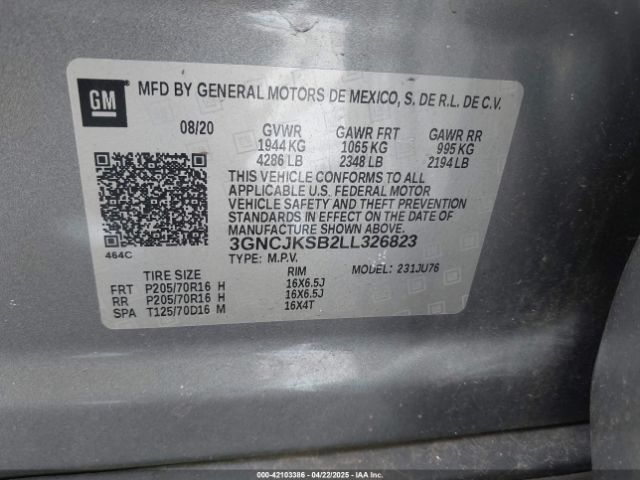 GM
MFD BY GENERAL MOTORS DE MEXICO, S. DE R.L. DE C.V.
08/20 GVWR GAWR FRT GAWR RR
1944 KG 1065 KG 995 KG
4286 LB 2348 LB 2194 LB
THIS VEHICLE CONFORMS TO ALL
APPLICABLE U.S. FEDERAL MOTOR
VEHICLE SAFETY AND THEFT PREVENTION
STANDARDS IN EFFECT ON THE DATE OF
MANUFACTURE SHOWN ABOVE.
464C 3GNCJKSB2LL326823
TYPE: M.P.V. MODEL: 231JU76
TIRE SIZE RIM
FRT P205/70R16 H 16X6.5J
RR P205/70R16 H 16X6.5J
SPA T125/70D16 M 16X4T
000-42103386 - 04/22/2025 - IAA Inc.